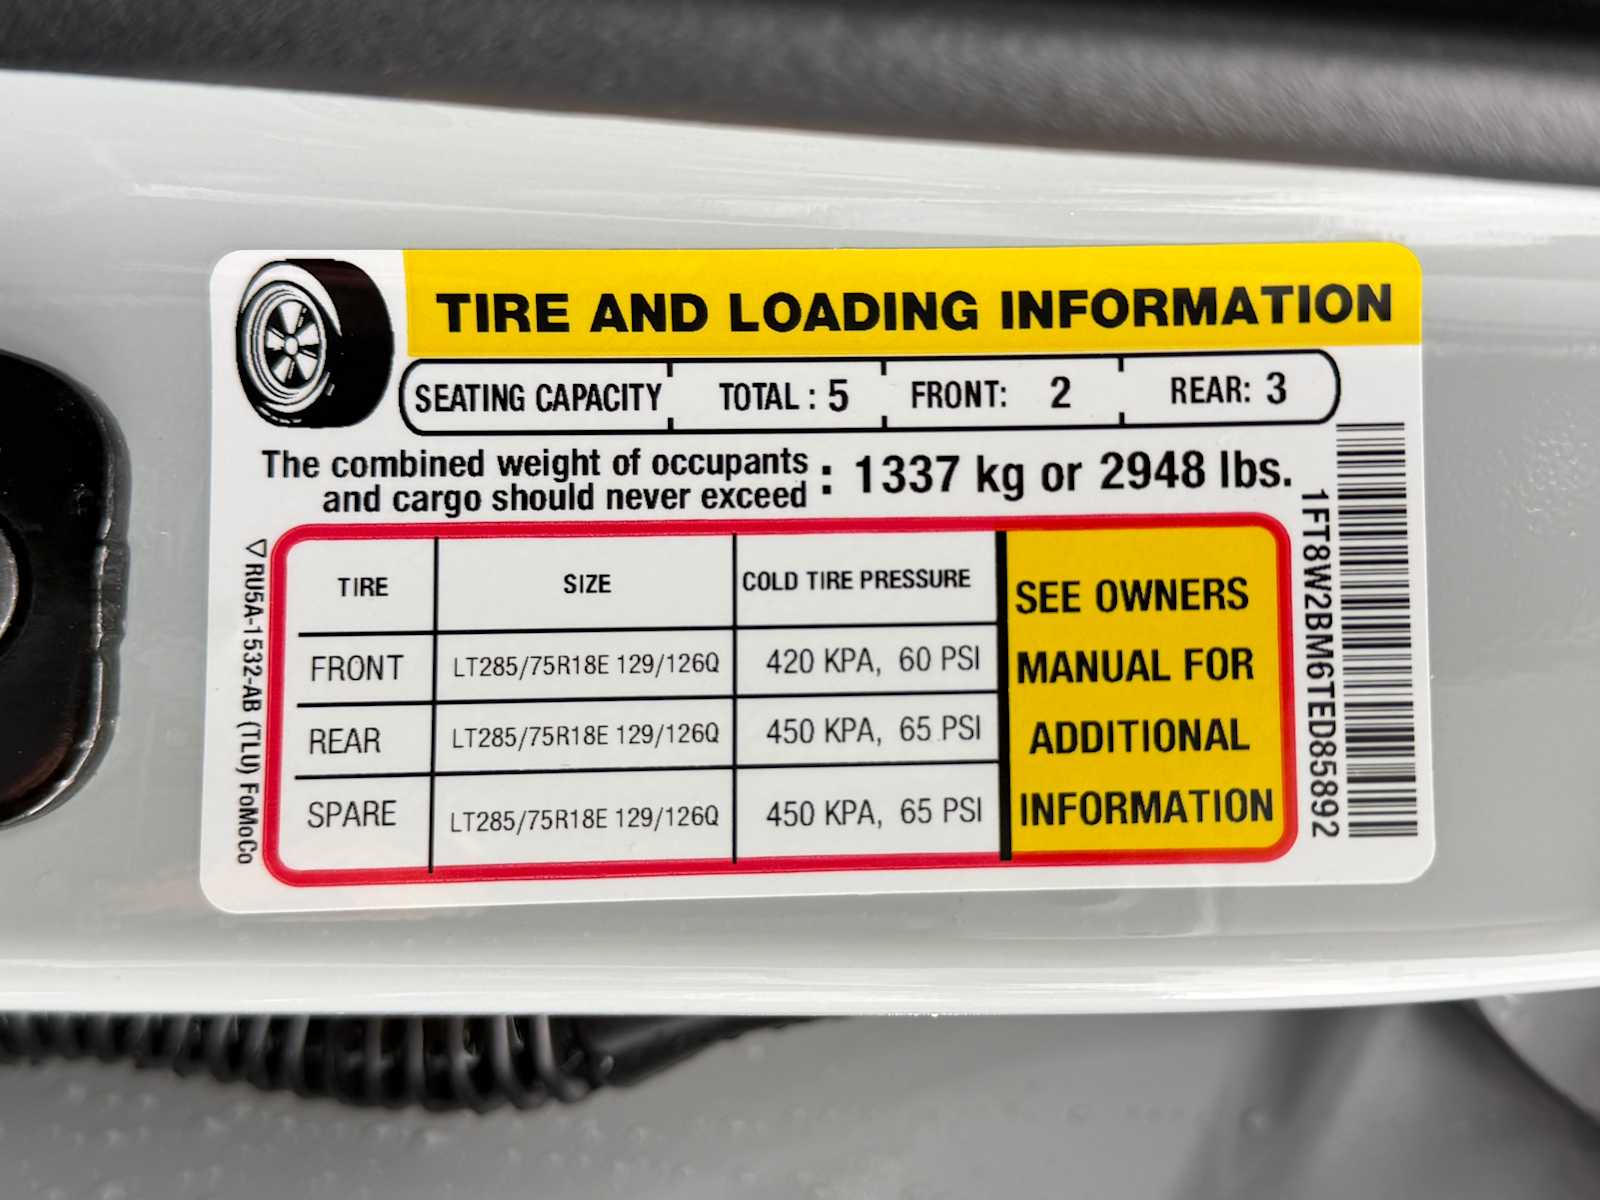 TIRE AND LOADING INFORMATION
SEATING CAPACITY TOTAL : 5 FRONT: 2 REAR: 3
The combined weight of occupants
and cargo should never exceed : 1337 kg or 2948 lbs.
TIRE SIZE COLD TIRE PRESSURE
FRONT LT285/75R18E 129/126Q 420 KPA, 60 PSI
REAR LT285/75R18E 129/126Q 450 KPA, 65 PSI
SPARE LT285/75R18E 129/126Q 450 KPA, 65 PSI
SEE OWNERS
MANUAL FOR
ADDITIONAL
INFORMATION
RU5A-1532-AB (TLU) FoMoCo
1FT8W2BM6TED85892